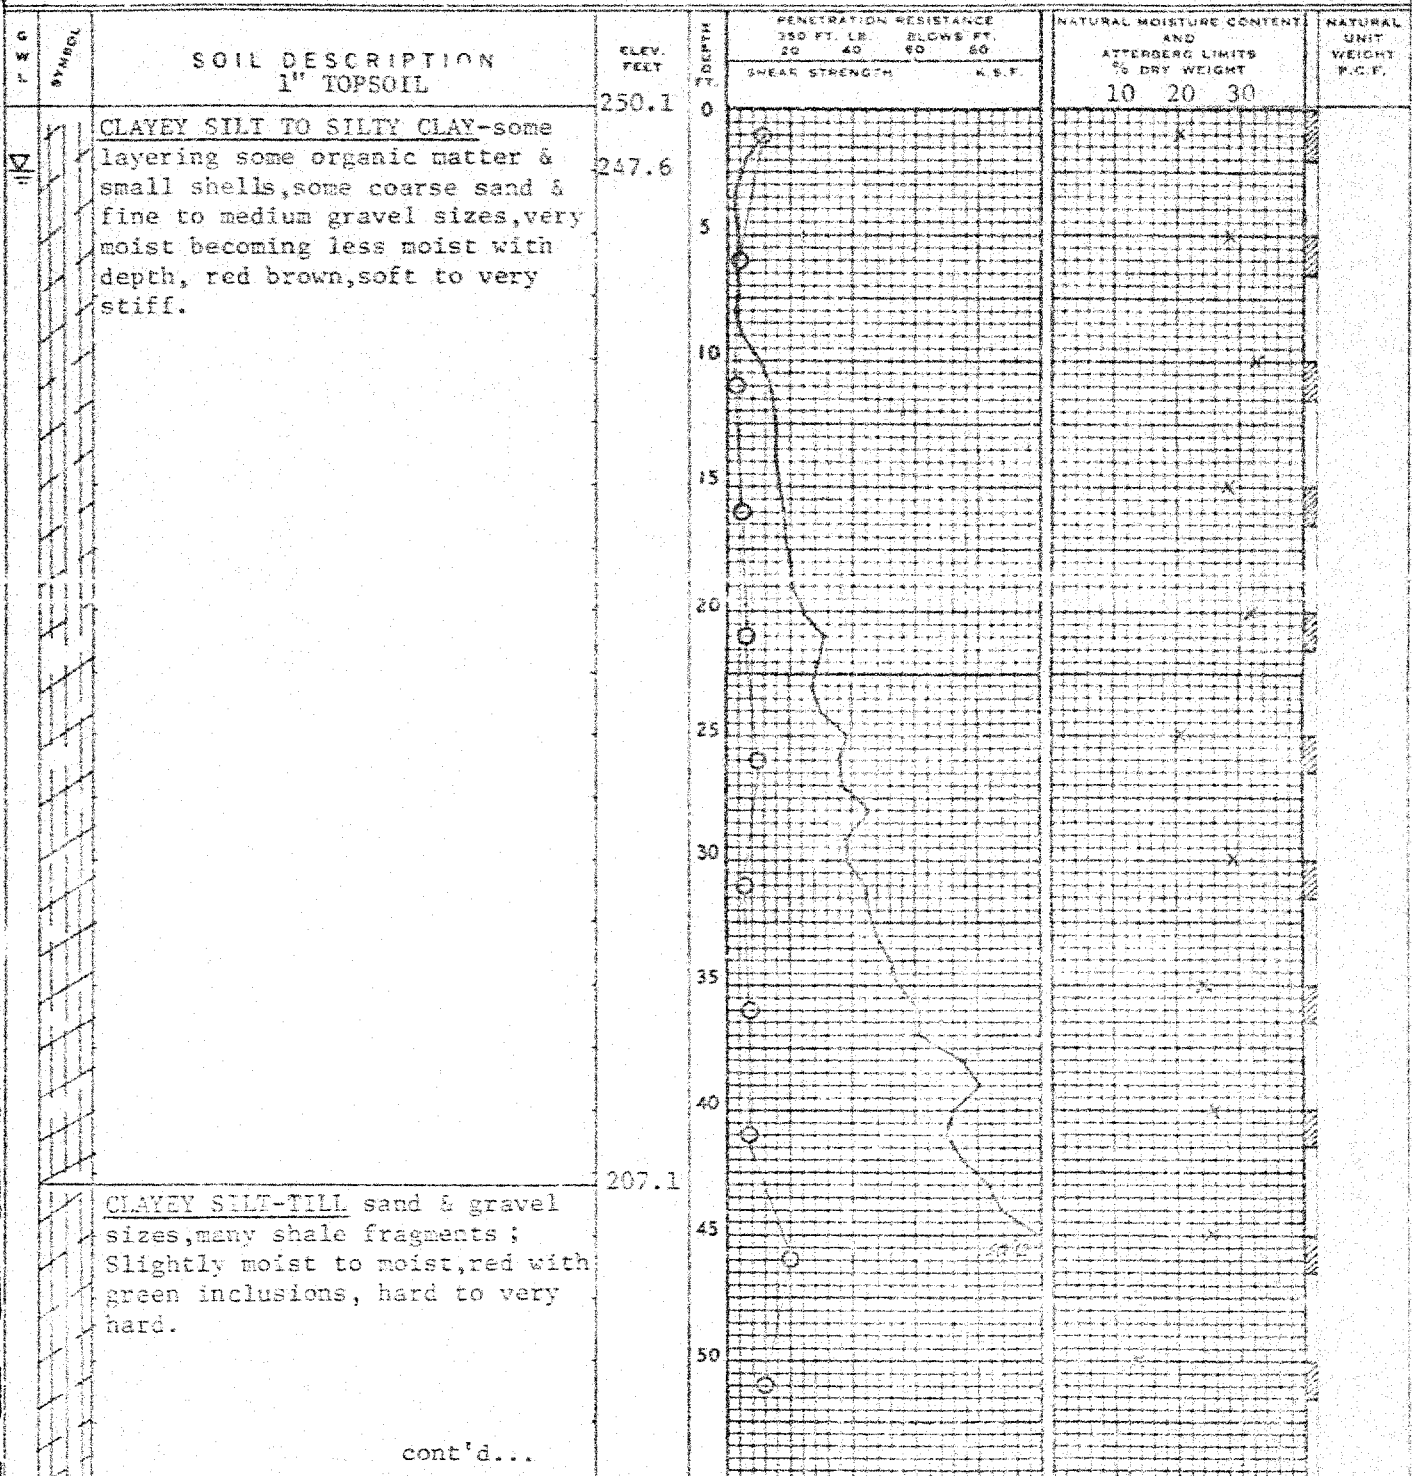 G W L
SYMBOL
SOIL DESCRIPTION
1" TOPSOIL
ELEV.
FEET
DEPTH
FT.
PENETRATION RESISTANCE
350 FT. LB. BLOWS FT.
20 40 60 80
SHEAR STRENGTH K.S.F.
NATURAL MOISTURE CONTENT
AND
ATTERBERG LIMITS
% DRY WEIGHT
10 20 30
NATURAL
UNIT
WEIGHT
P.C.F.
250.1
0
CLAYEY SILT TO SILTY CLAY-some
layering some organic matter &
247.6
small shells,some coarse sand &
fine to medium gravel sizes,very
5
moist becoming less moist with
depth, red brown,soft to very
stiff.
10
15
20
25
30
35
40
207.1
CLAYEY SILT-TILL sand & gravel
sizes,many shale fragments ;
45
Slightly moist to moist,red with
green inclusions, hard to very
hard.
50
cont'd...